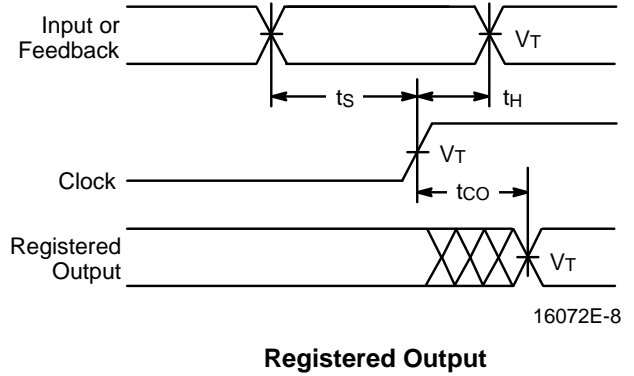 Input or
Feedback
VT
tS
tH
Clock
VT
tCO
Registered
Output
VT
16072E-8
Registered Output